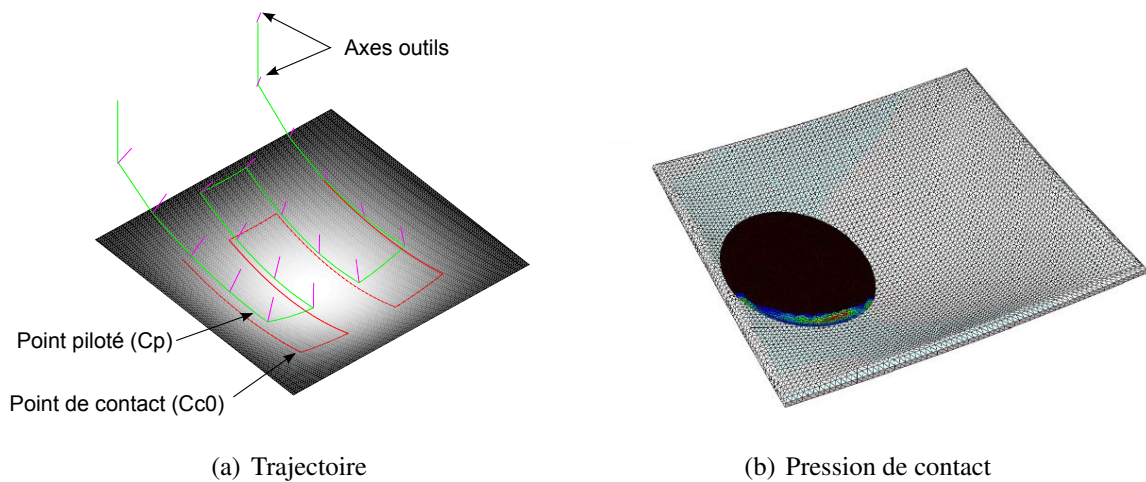 Axes outils
Point piloté (Cp)
Point de contact (Cc0)
(a) Trajectoire
(b) Pression de contact